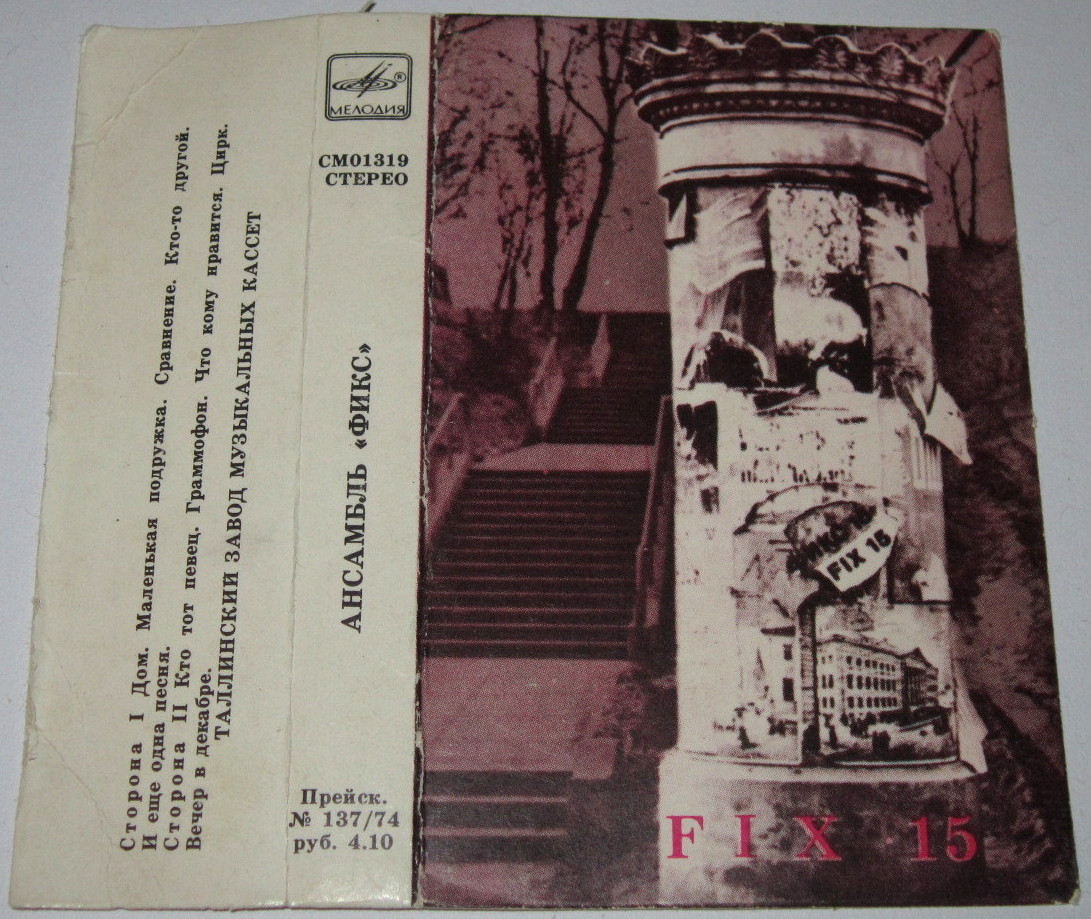 Сторона I Дом. Маленькая подружка. Сравнение. Кто-то другой.
И еще одна песня.
Сторона II Кто тот певец. Граммофон. Что кому нравится. Цирк.
Вечер в декабре.
ТАЛЛИНСКИЙ ЗАВОД МУЗЫКАЛЬНЫХ КАССЕТ
МЕЛОДИЯ
СМ01319
СТЕРЕО
АНСАМБЛЬ «ФИКС»
Прейск.
№ 137/74
руб. 4.10
FIX 15
FIX 15